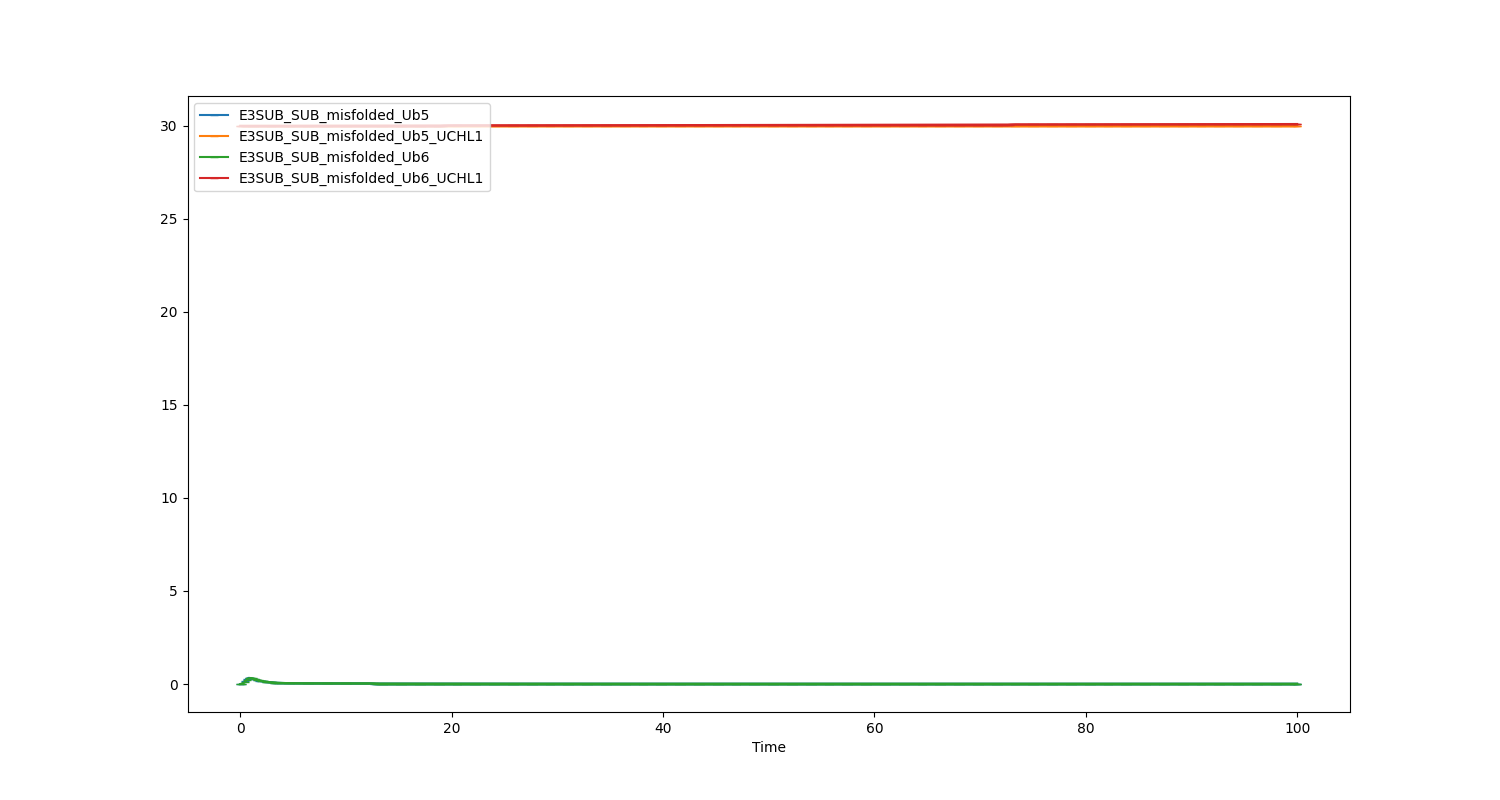 E3SUB_SUB_misfolded_Ub5
E3SUB_SUB_misfolded_Ub5_UCHL1
E3SUB_SUB_misfolded_Ub6
E3SUB_SUB_misfolded_Ub6_UCHL1
30
25
20
15
10
5
0
0 20 40 60 80 100
Time